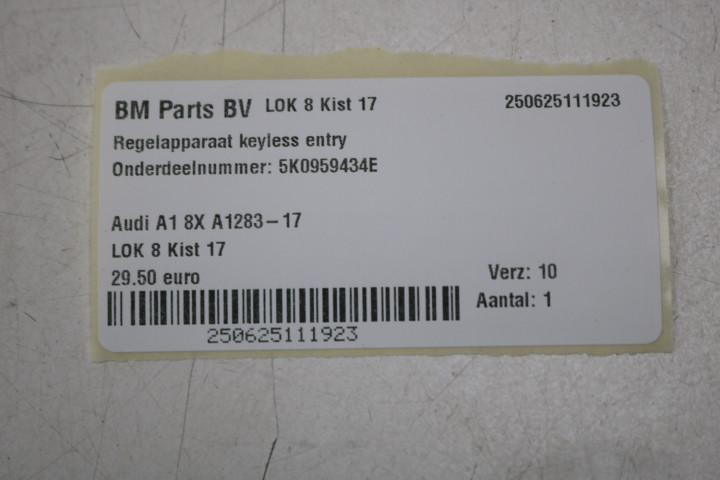 BM Parts BV LOK 8 Kist 17 250625111923
Regelapparaat keyless entry
Onderdeelnummer: 5K0959434E
Audi A1 8X A1283-17
LOK 8 Kist 17
29.50 euro Verz: 10
Aantal: 1
250625111923